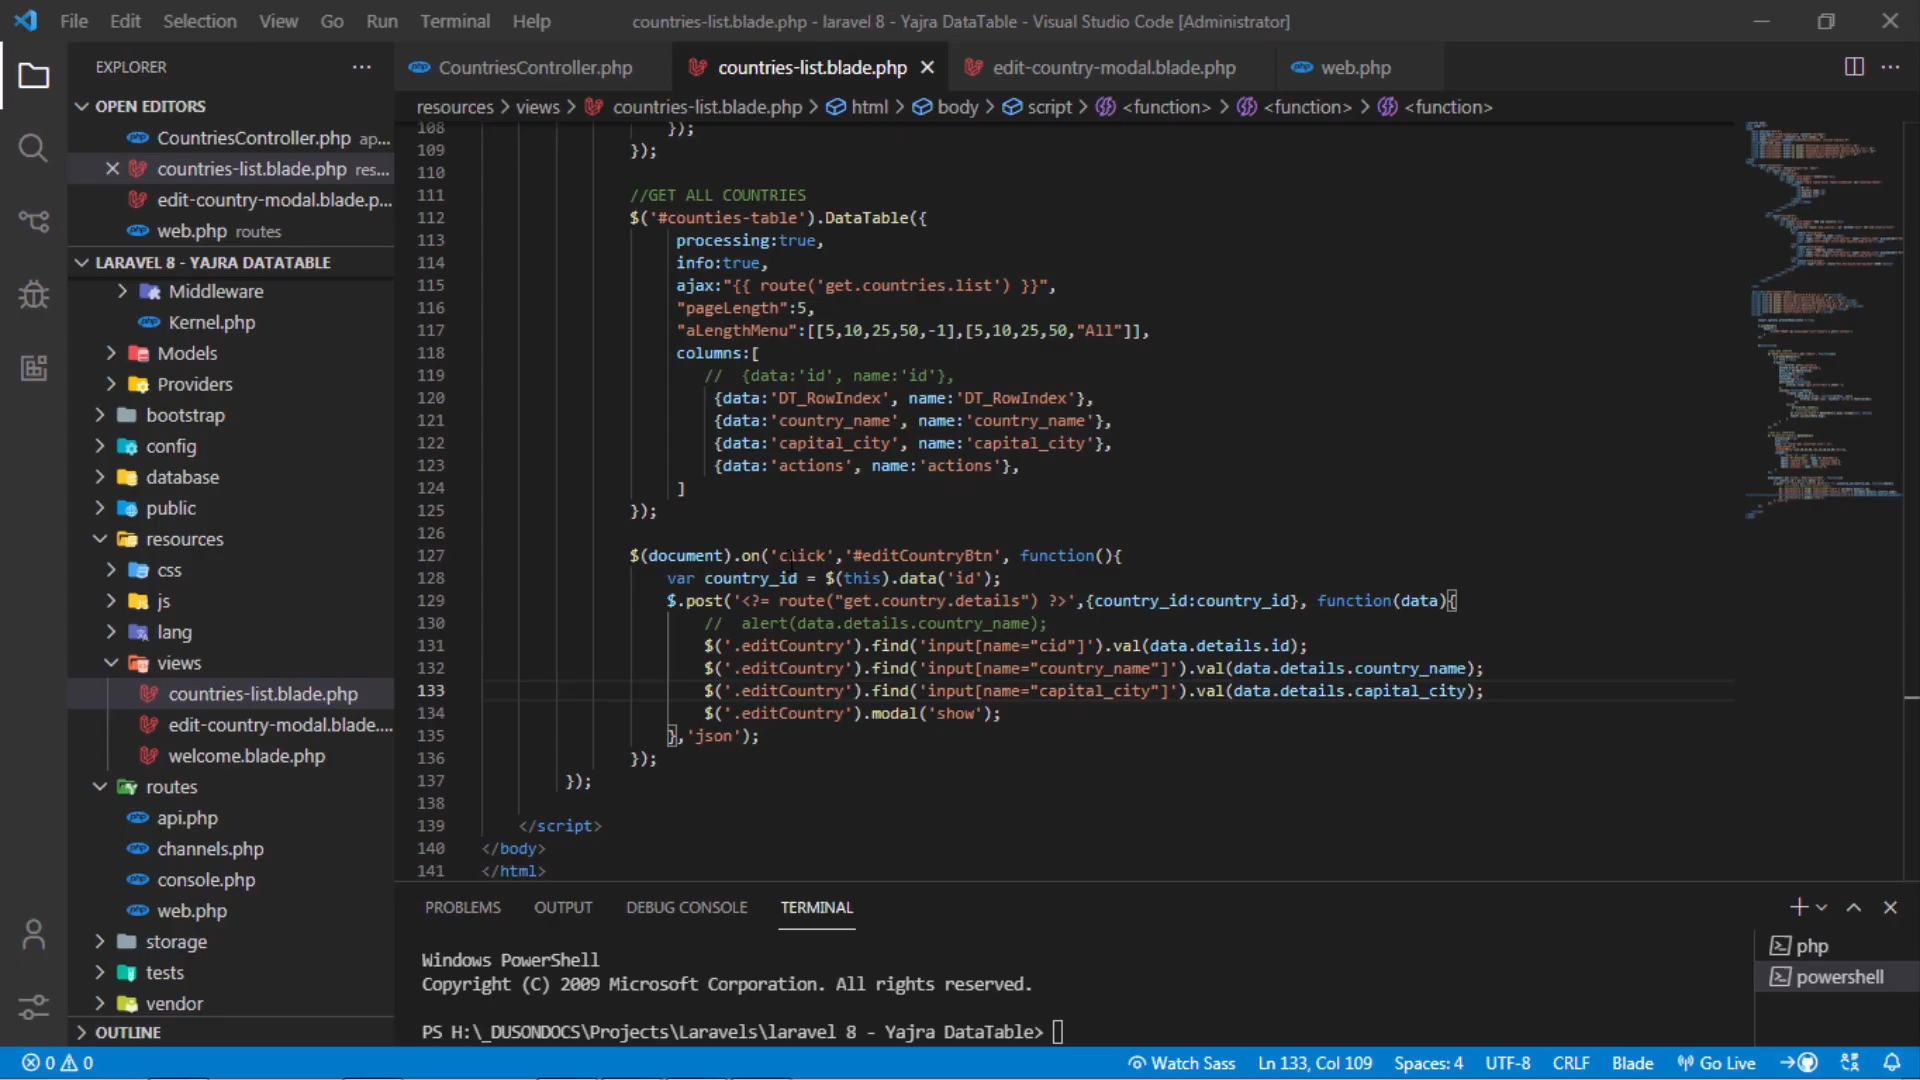 File Edit Selection View Go Run Terminal Help
countries-list.blade.php - laravel 8 - Yajra DataTable - Visual Studio Code [Administrator]
EXPLORER
OPEN EDITORS
CountriesController.php ap...
countries-list.blade.php res...
edit-country-modal.blade.p...
web.php routes
LARAVEL 8 - YAJRA DATATABLE
Middleware
Kernel.php
Models
Providers
bootstrap
config
database
public
resources
css
js
lang
views
countries-list.blade.php
edit-country-modal.blade....
welcome.blade.php
routes
api.php
channels.php
console.php
web.php
storage
tests
vendor
OUTLINE
CountriesController.php countries-list.blade.php edit-country-modal.blade.php web.php
resources > views > countries-list.blade.php > html > body > script > <function> > <function> > <function>
108 });
109 });
110
111 //GET ALL COUNTRIES
112 $('#counties-table').DataTable({
113 processing:true,
114 info:true,
115 ajax:"{{ route('get.countries.list') }}",
116 "pageLength":5,
117 "aLengthMenu":[[5,10,25,50,-1],[5,10,25,50,"All"]],
118 columns:[
119 // {data:'id', name:'id'},
120 {data:'DT_RowIndex', name:'DT_RowIndex'},
121 {data:'country_name', name:'country_name'},
122 {data:'capital_city', name:'capital_city'},
123 {data:'actions', name:'actions'},
124 ]
125 });
126
127 $(document).on('click','#editCountryBtn', function(){
128 var country_id = $(this).data('id');
129 $.post('<?= route("get.country.details") ?>',{country_id:country_id}, function(data){
130 // alert(data.details.country_name);
131 $('.editCountry').find('input[name="cid"]').val(data.details.id);
132 $('.editCountry').find('input[name="country_name"]').val(data.details.country_name);
133 $('.editCountry').find('input[name="capital_city"]').val(data.details.capital_city);
134 $('.editCountry').modal('show');
135 },'json');
136 });
137 });
138
139 </script>
140 </body>
141 </html>
PROBLEMS OUTPUT DEBUG CONSOLE TERMINAL
Windows PowerShell
Copyright (C) 2009 Microsoft Corporation. All rights reserved.
PS H:\_DUSONDOCS\Projects\Laravels\laravel 8 - Yajra DataTable>
php
powershell
0 0 Watch Sass Ln 133, Col 109 Spaces: 4 UTF-8 CRLF Blade Go Live